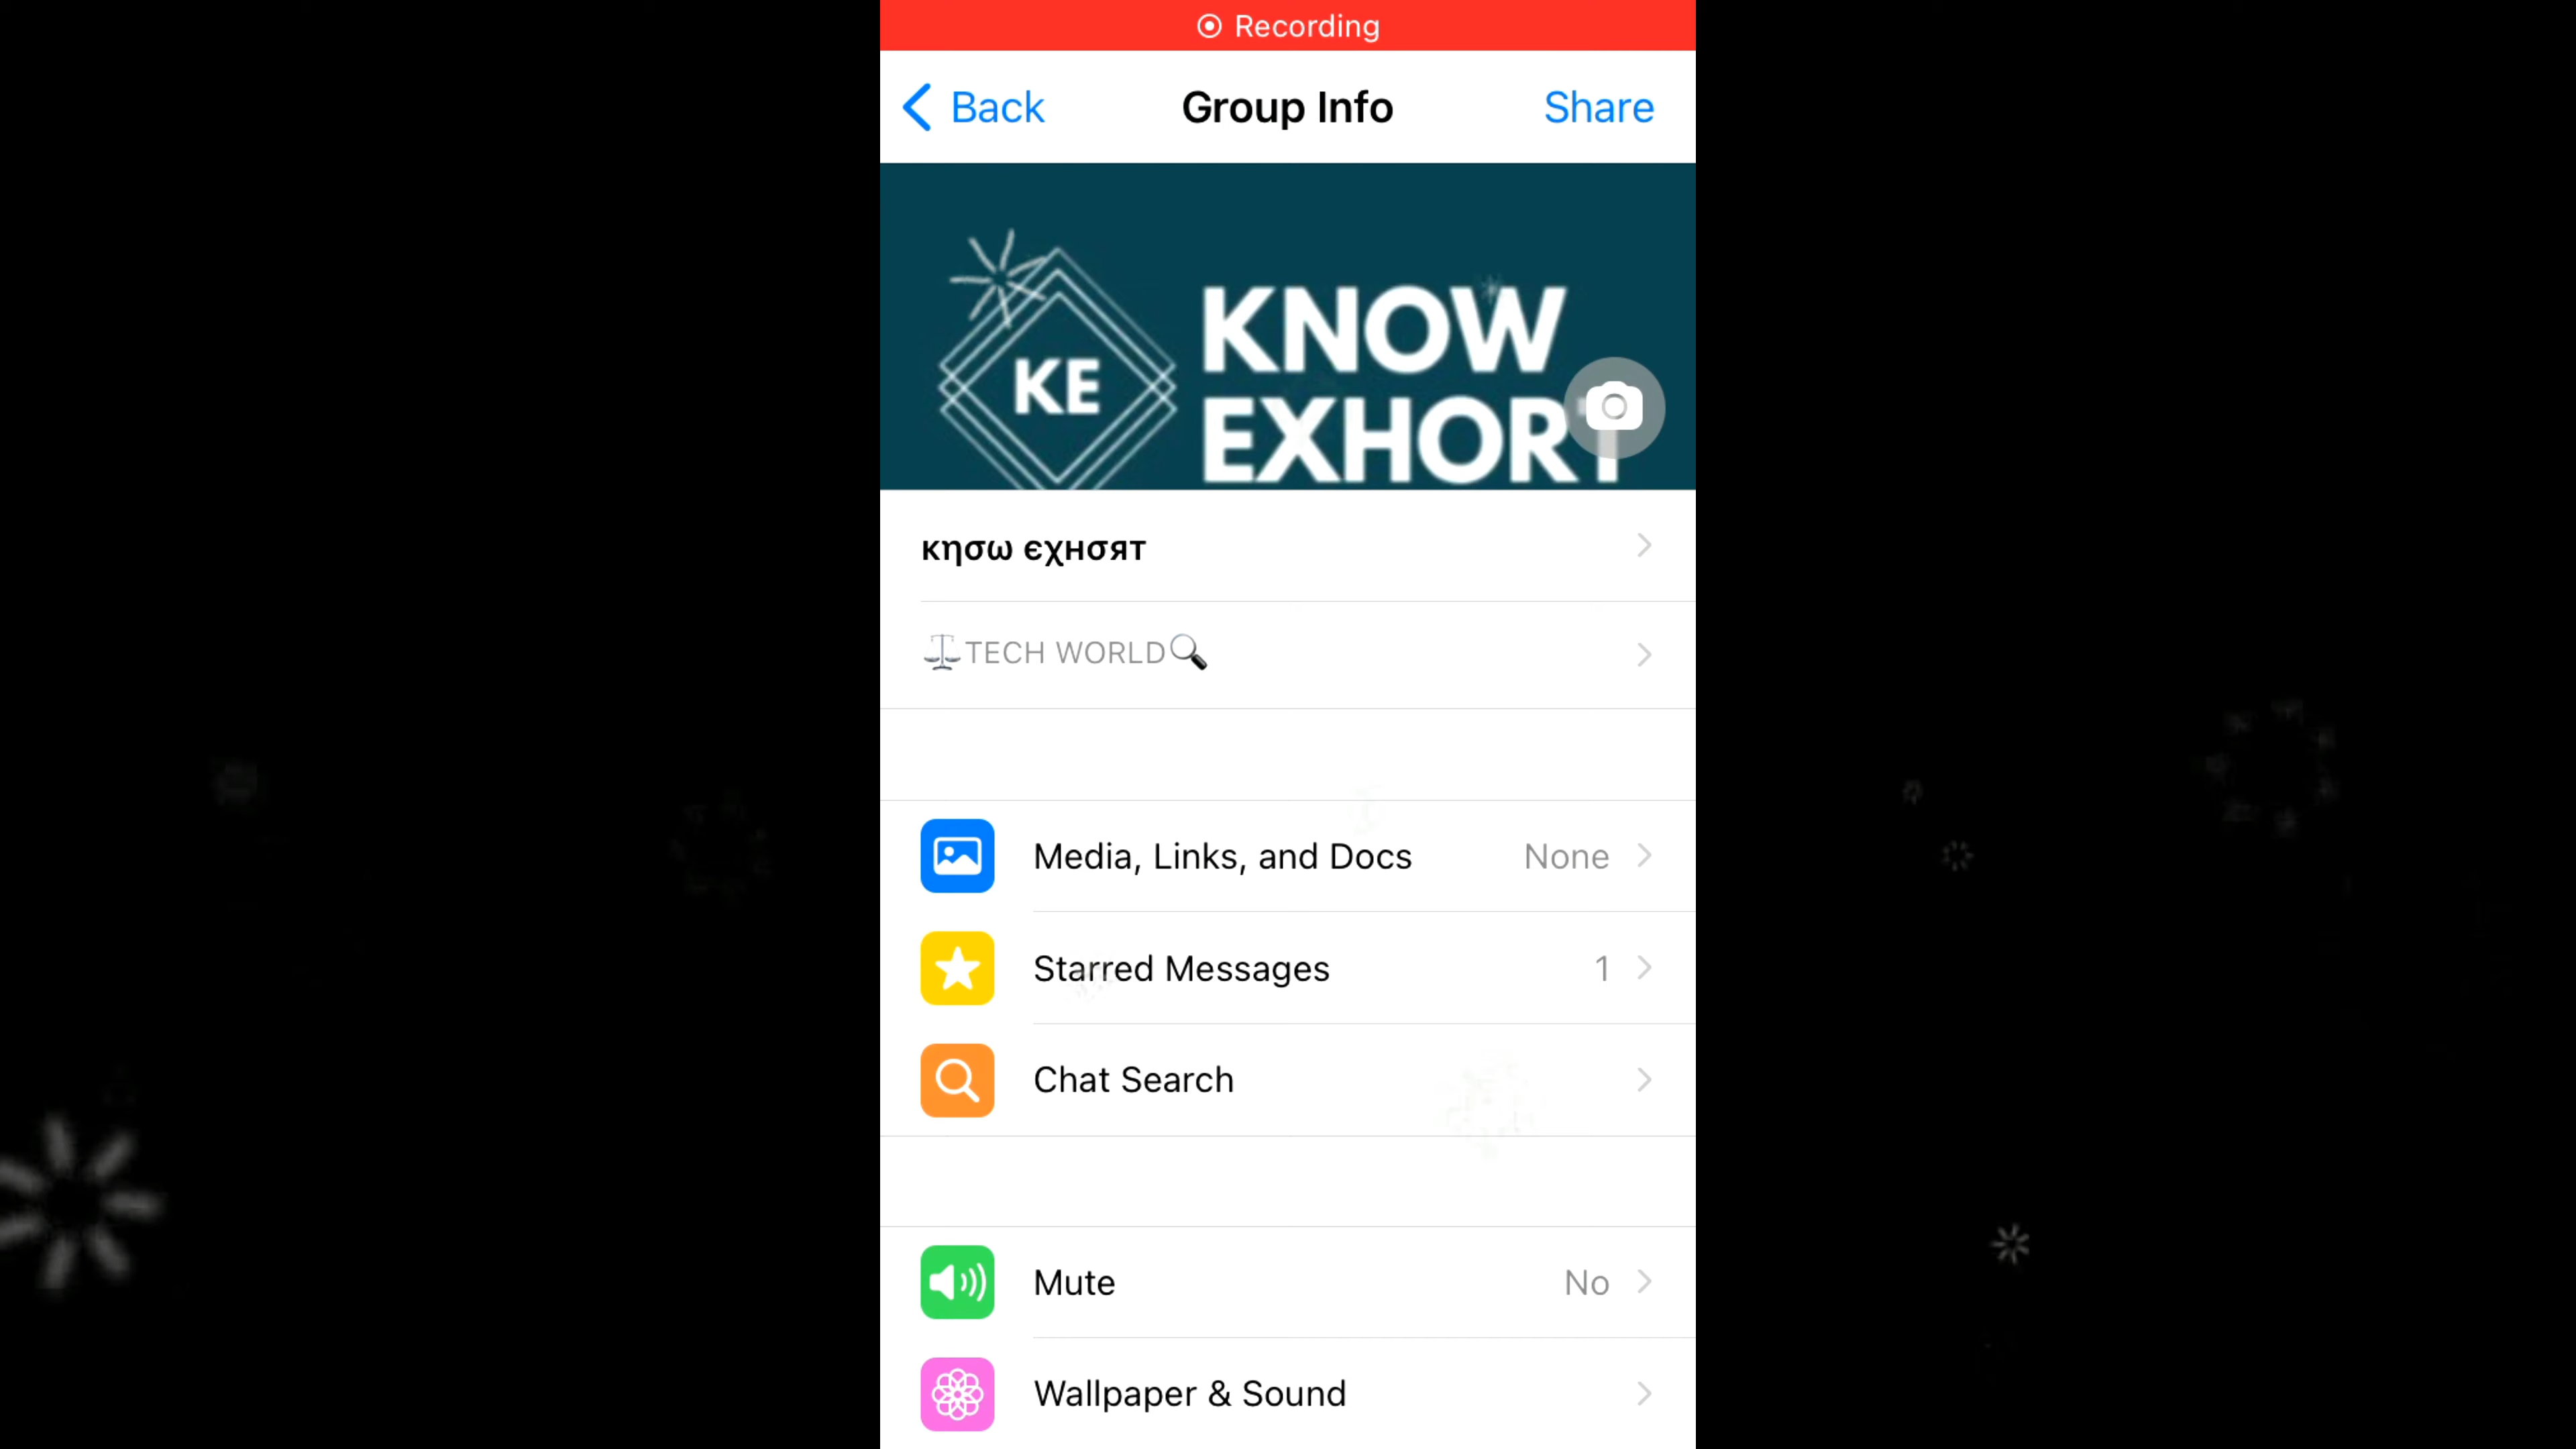 Recording
Back Group Info Share
KE
KNOW
EXHORT
κησω єχнσят
⚖️TECH WORLD🔍
Media, Links, and Docs None
Starred Messages 1
Chat Search
Mute No
Wallpaper & Sound